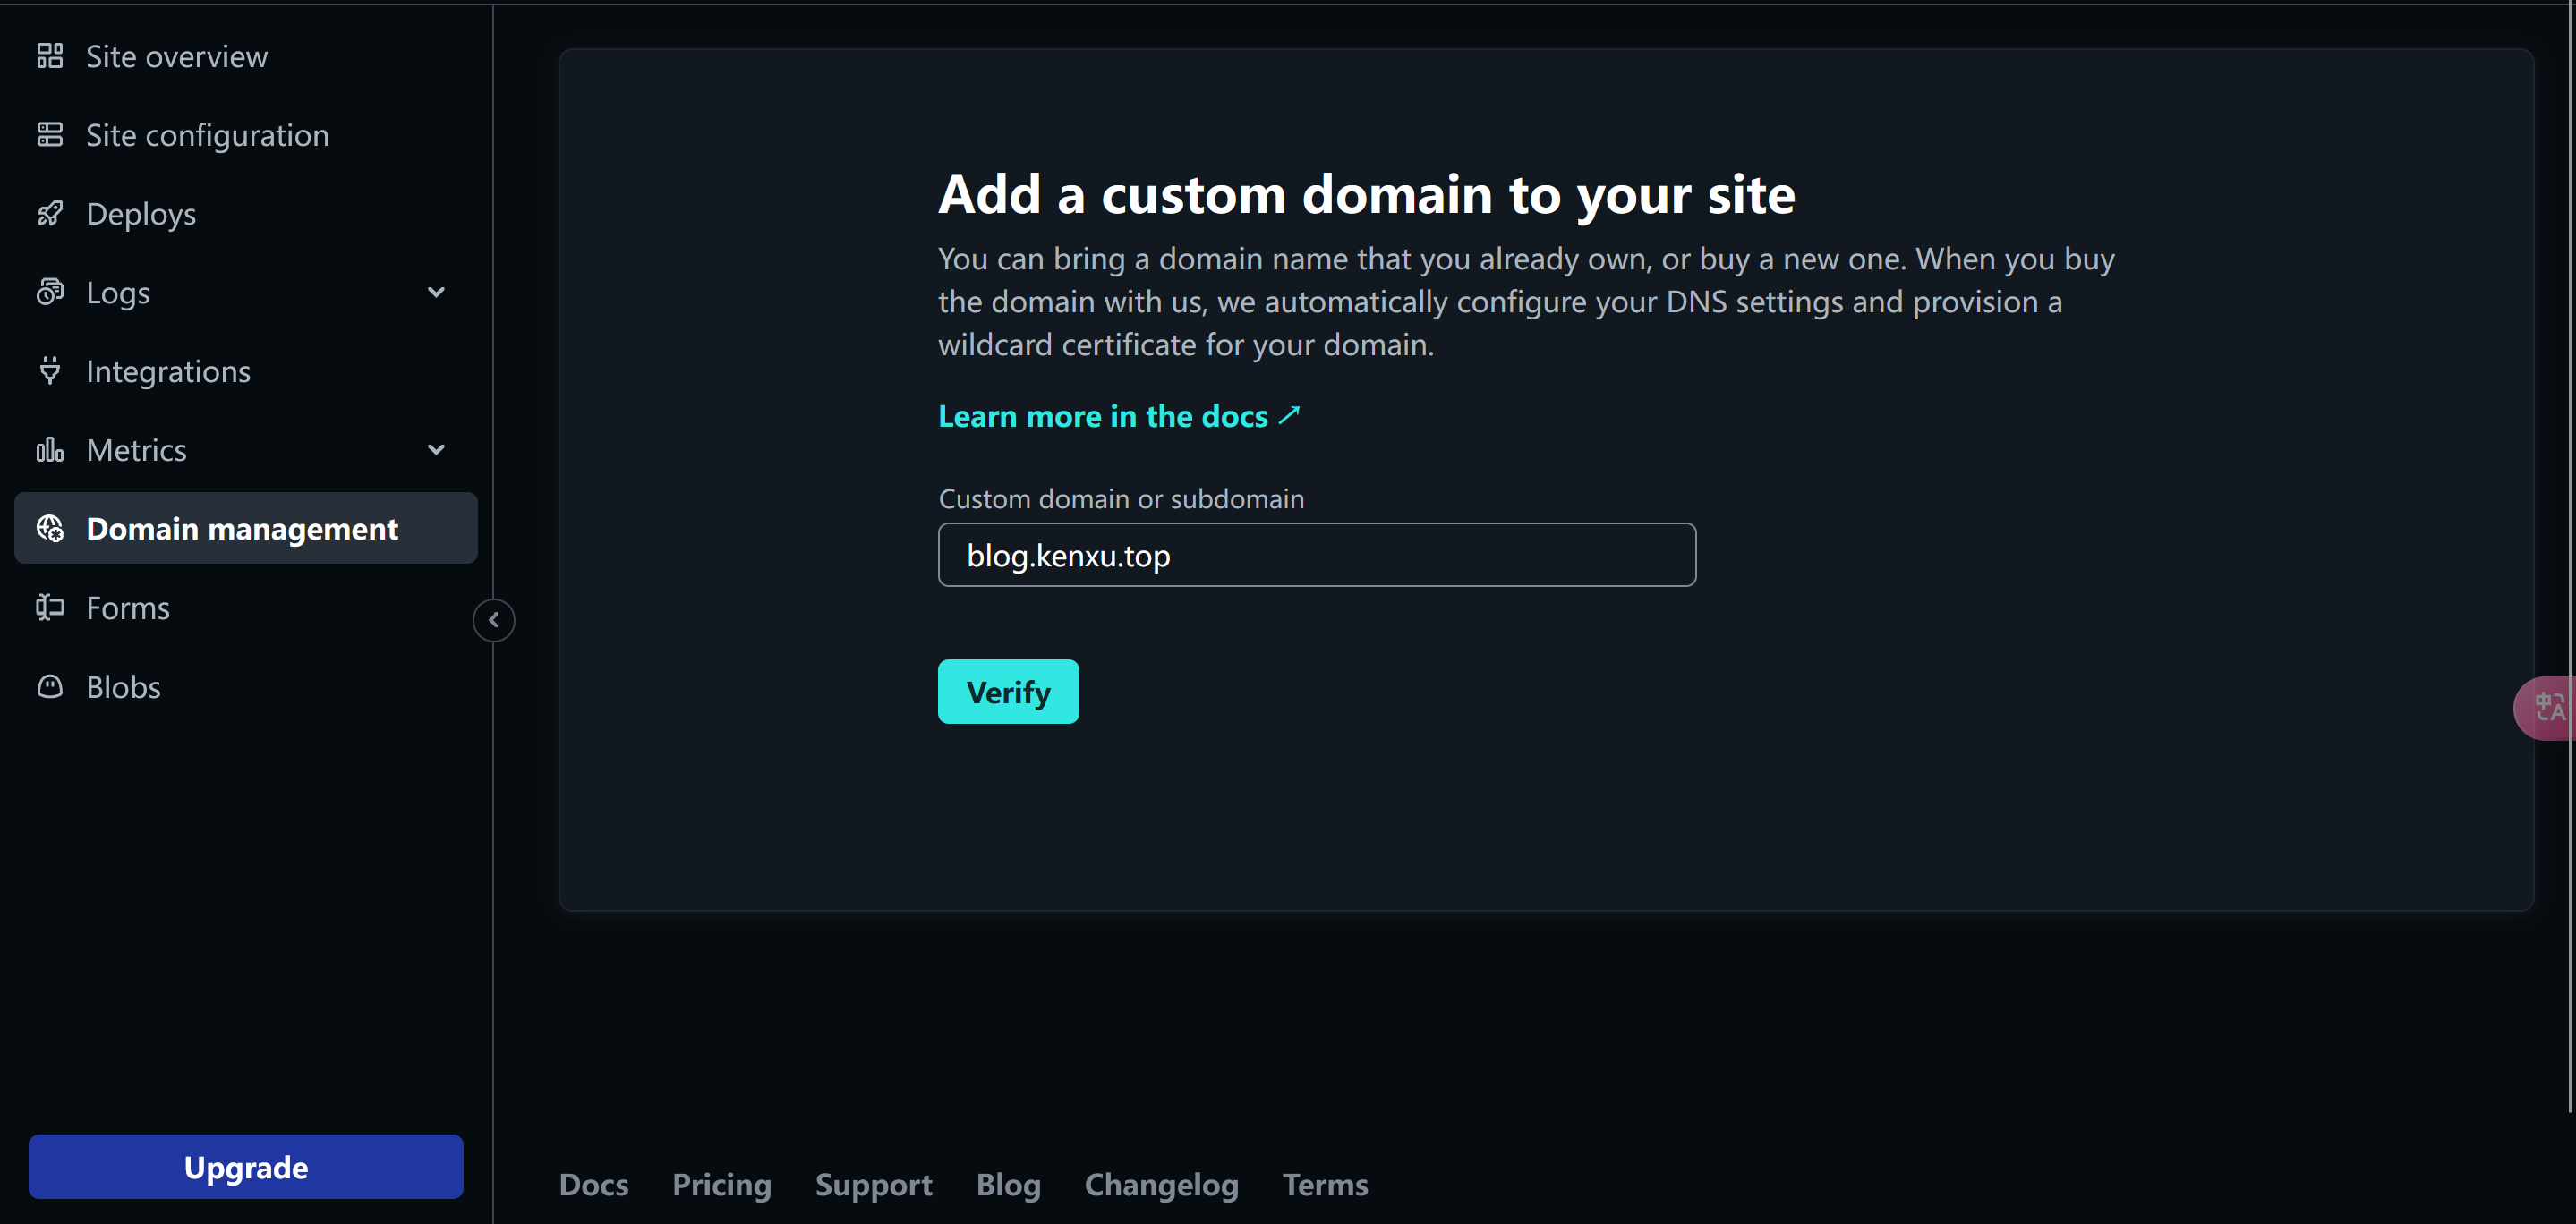 Site overview
Site configuration
Deploys
Logs
Integrations
Metrics
Domain management
Forms
Blobs
Upgrade
Add a custom domain to your site
You can bring a domain name that you already own, or buy a new one. When you buy
the domain with us, we automatically configure your DNS settings and provision a
wildcard certificate for your domain.
Learn more in the docs ↗
Custom domain or subdomain
blog.kenxu.top
Verify
中A
Docs Pricing Support Blog Changelog Terms